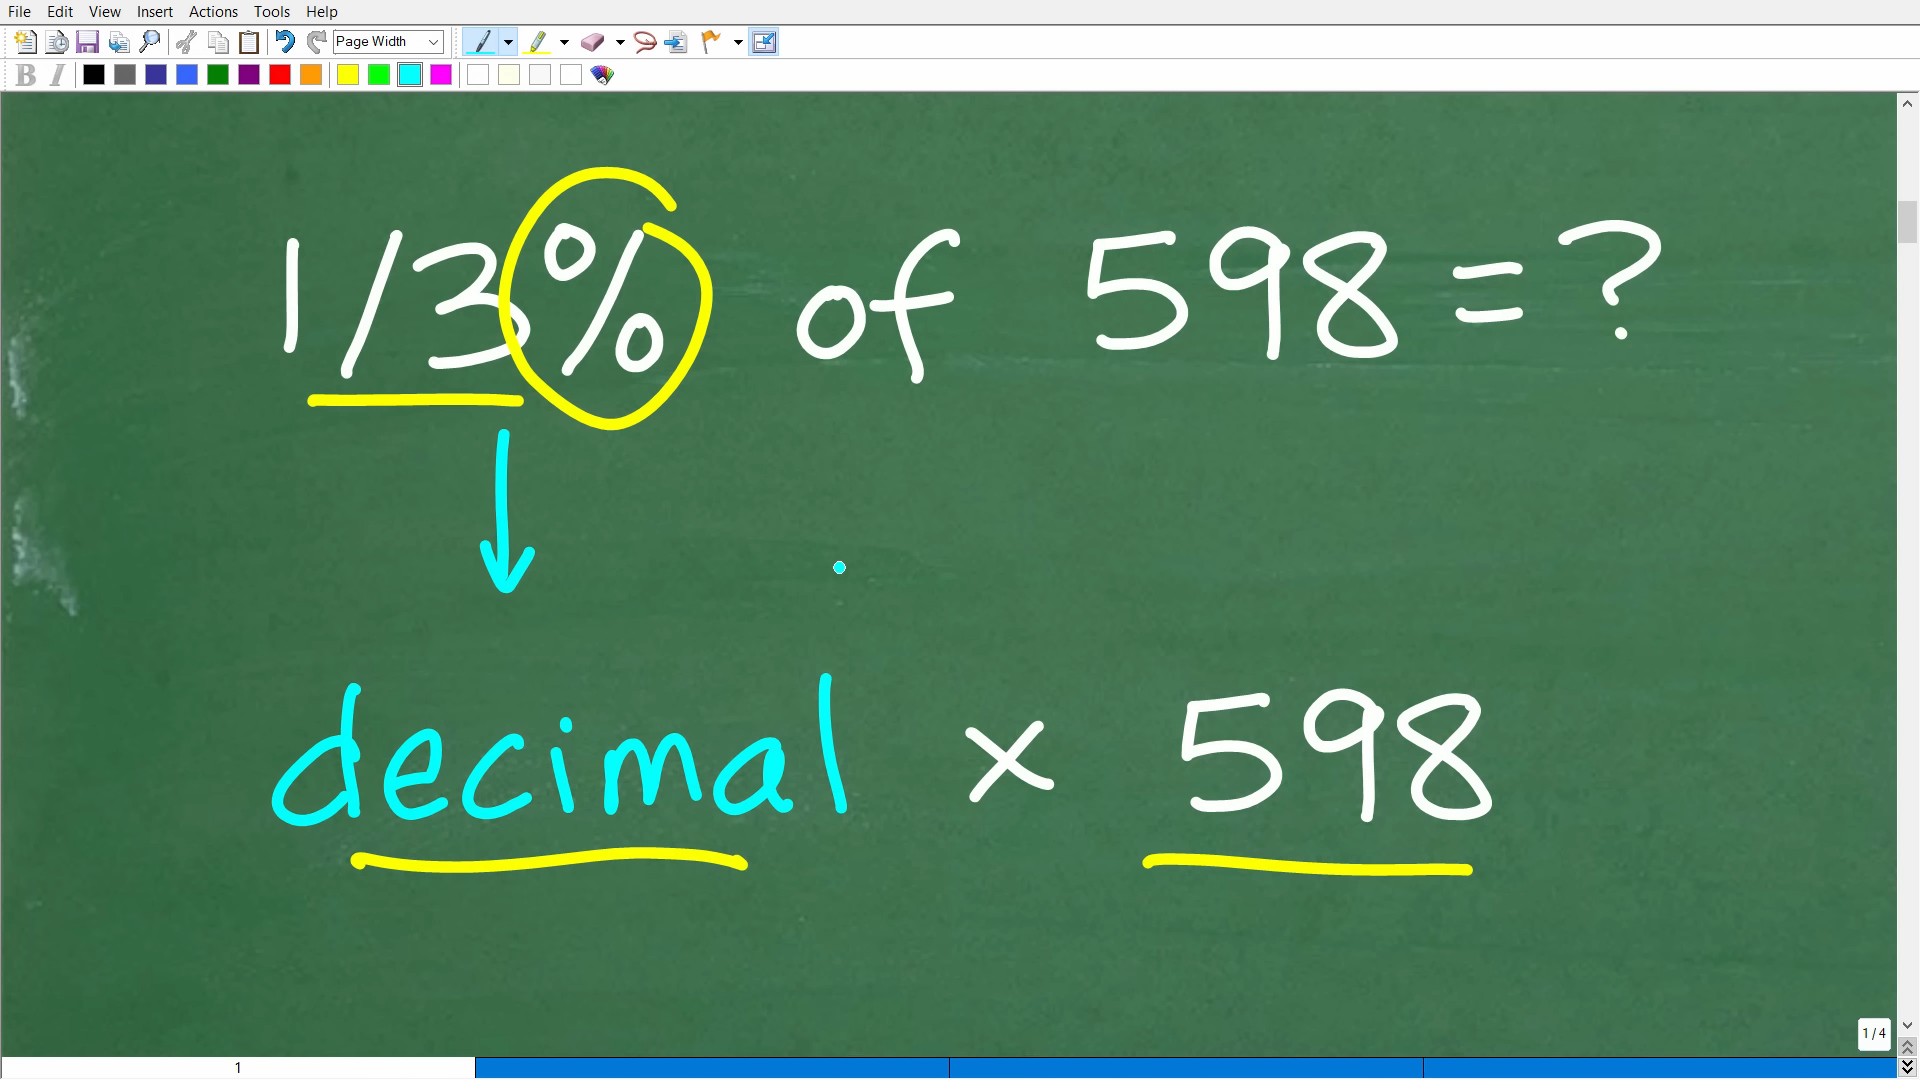 File Edit View Insert Actions Tools Help
Page Width
B I
1/3% of 598 = ?
decimal × 598
1 / 4
1